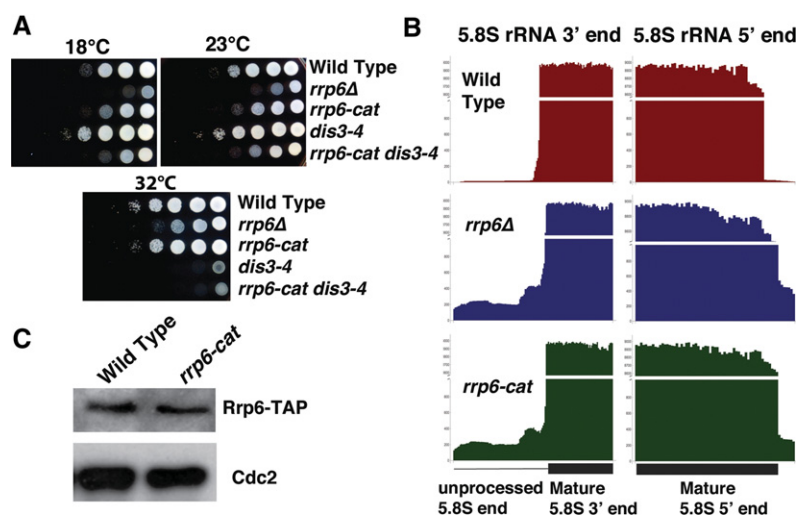 A
18°C
23°C
Wild Type
rrp6Δ
rrp6-cat
dis3-4
rrp6-cat dis3-4
32°C
Wild Type
rrp6Δ
rrp6-cat
dis3-4
rrp6-cat dis3-4
B
5.8S rRNA 3' end
5.8S rRNA 5' end
Wild
Type
rrp6Δ
rrp6-cat
unprocessed
5.8S end
Mature
5.8S 3' end
Mature
5.8S 5' end
C
Wild Type
rrp6-cat
Rrp6-TAP
Cdc2